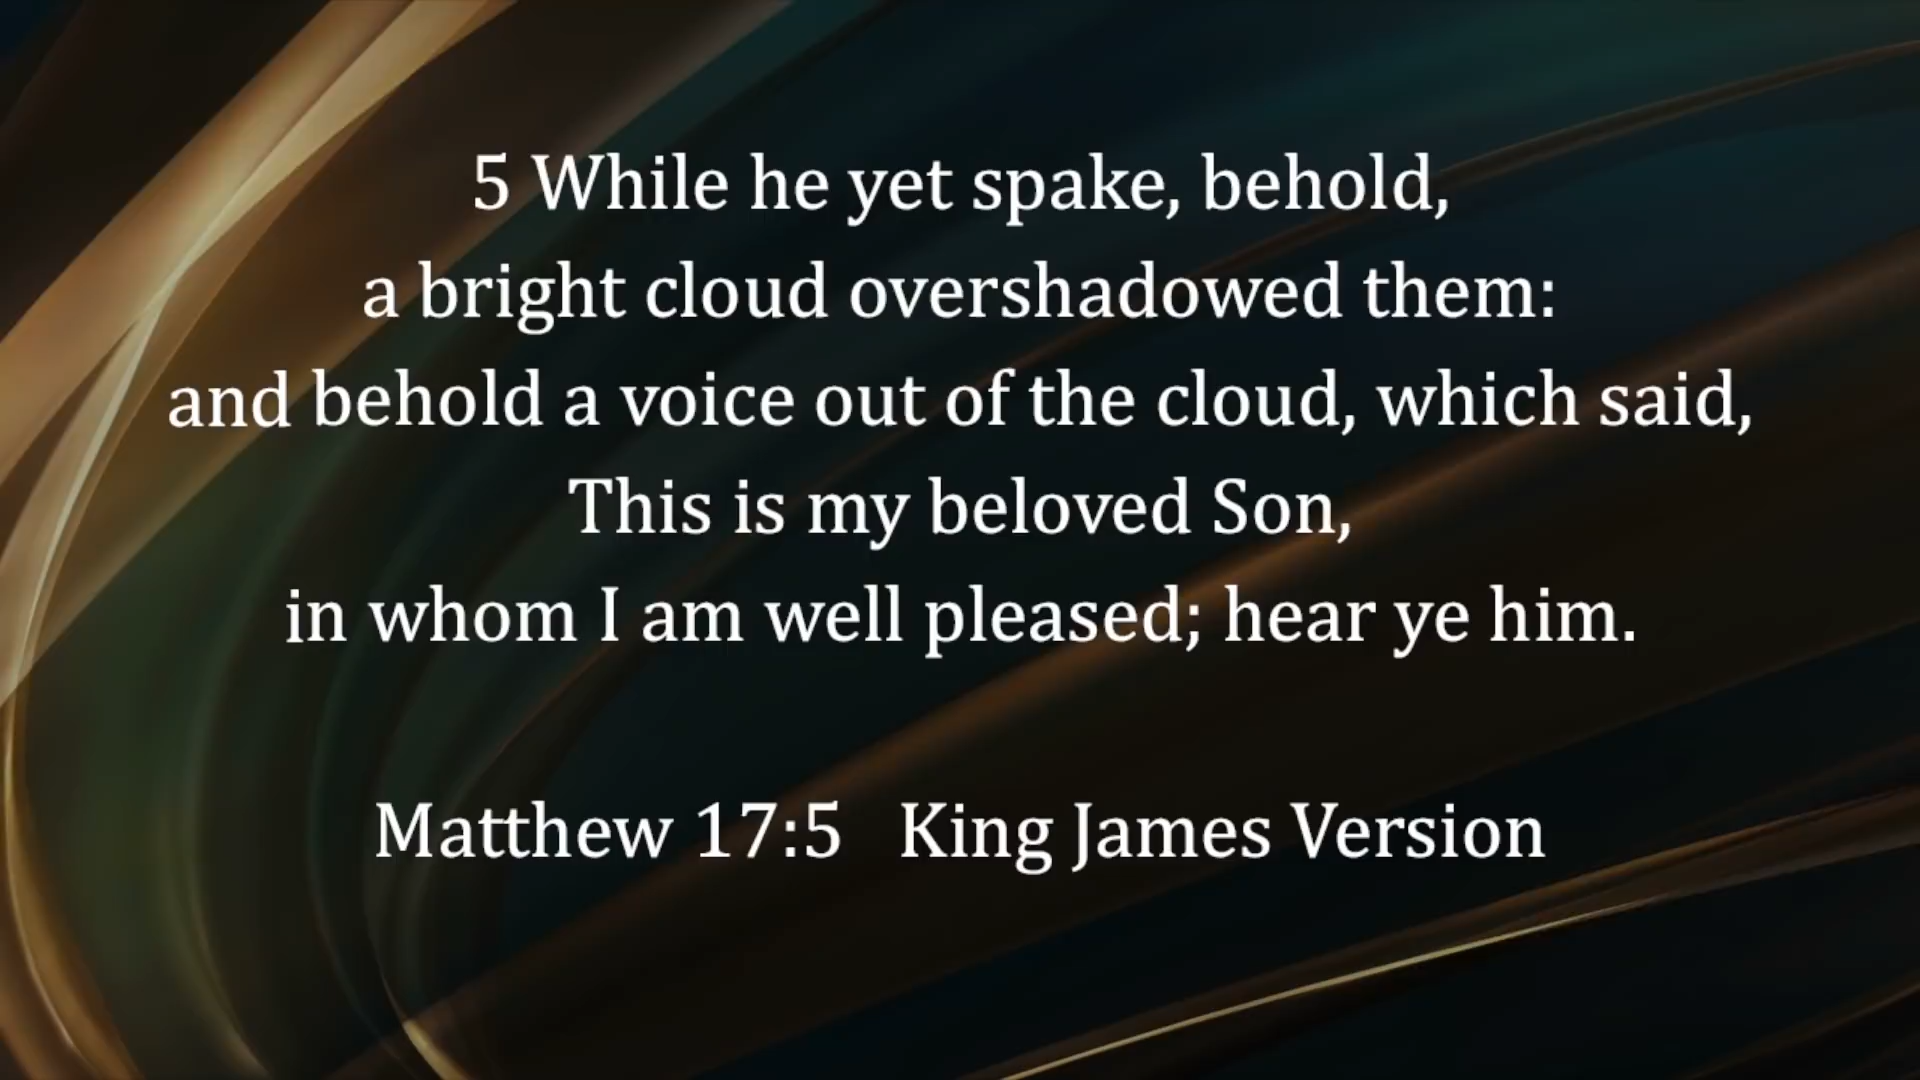 5 While he yet spake, behold,
a bright cloud overshadowed them:
and behold a voice out of the cloud, which said,
This is my beloved Son,
in whom I am well pleased; hear ye him.
Matthew 17:5 King James Version